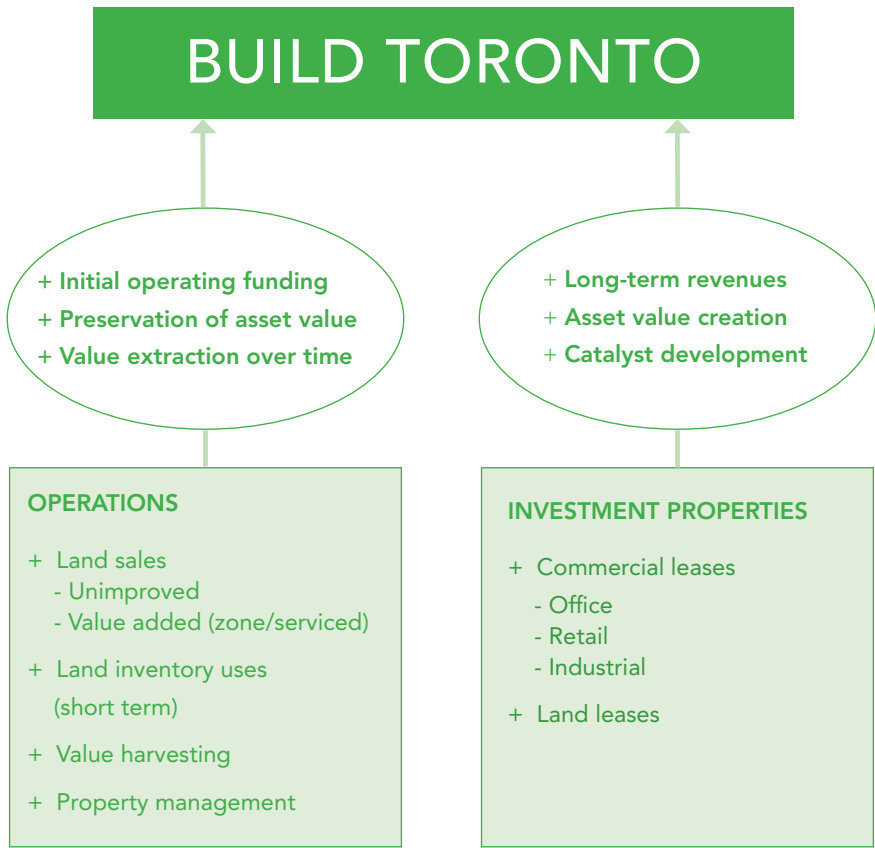 BUILD TORONTO
+ Initial operating funding
+ Preservation of asset value
+ Value extraction over time
+ Long-term revenues
+ Asset value creation
+ Catalyst development
OPERATIONS
+ Land sales
- Unimproved
- Value added (zone/serviced)
+ Land inventory uses
(short term)
+ Value harvesting
+ Property management
INVESTMENT PROPERTIES
+ Commercial leases
- Office
- Retail
- Industrial
+ Land leases